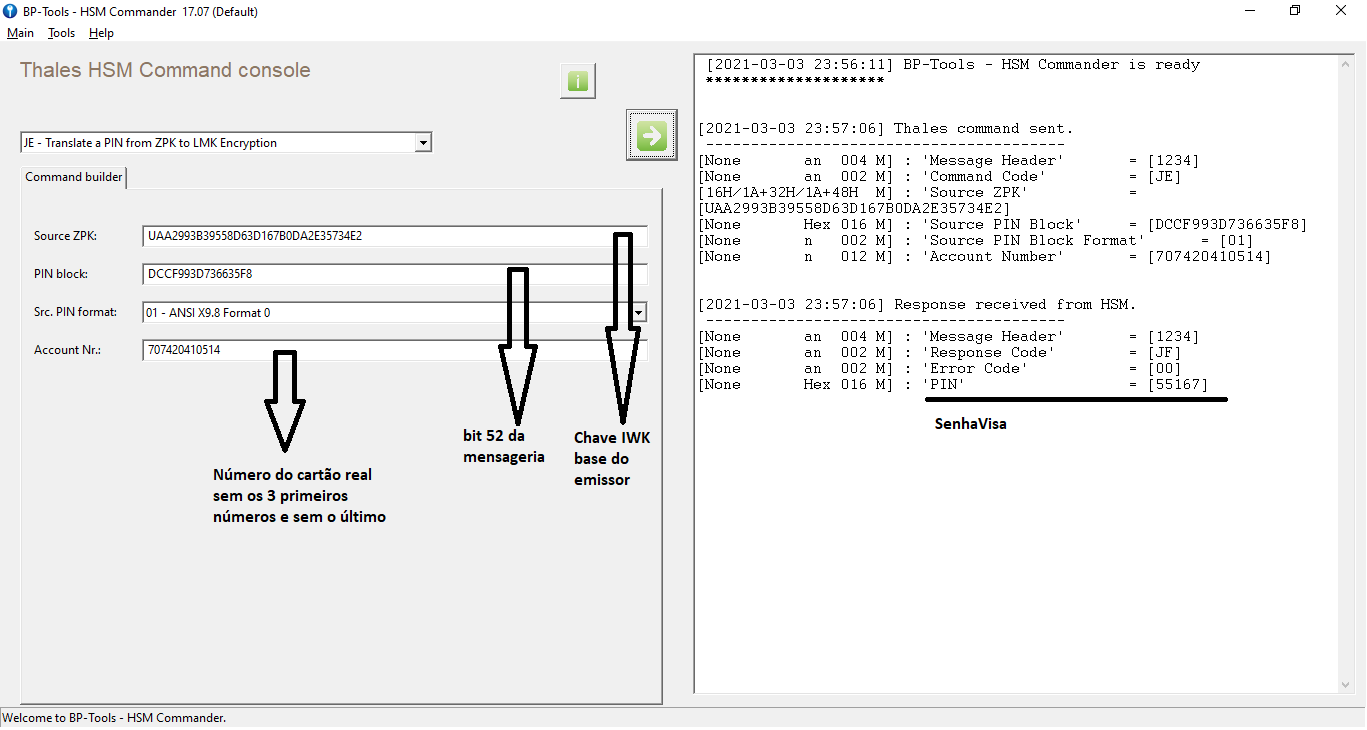 BP-Tools - HSM Commander 17.07 (Default)
Main Tools Help
Thales HSM Command console
i
JE - Translate a PIN from ZPK to LMK Encryption
Command builder
Source ZPK: UAA2993B39558D63D167B0DA2E35734E2
PIN block: DCCF993D736635F8
Src. PIN format: 01 - ANSI X9.8 Format 0
Account Nr.: 707420410514
Número do cartão real
sem os 3 primeiros
números e sem o último
bit 52 da
mensageria
Chave IWK
base do
emissor
[2021-03-03 23:56:11] BP-Tools - HSM Commander is ready
********************
[2021-03-03 23:57:06] Thales command sent.
----------------------------------------
[None an 004 M] : 'Message Header' = [1234]
[None an 002 M] : 'Command Code' = [JE]
[16H/1A+32H/1A+48H M] : 'Source ZPK' =
[UAA2993B39558D63D167B0DA2E35734E2]
[None Hex 016 M] : 'Source PIN Block' = [DCCF993D736635F8]
[None n 002 M] : 'Source PIN Block Format' = [01]
[None n 012 M] : 'Account Number' = [707420410514]
[2021-03-03 23:57:06] Response received from HSM.
----------------------------------------
[None an 004 M] : 'Message Header' = [1234]
[None an 002 M] : 'Response Code' = [JF]
[None an 002 M] : 'Error Code' = [00]
[None Hex 016 M] : 'PIN' = [55167]
SenhaVisa
Welcome to BP-Tools - HSM Commander.